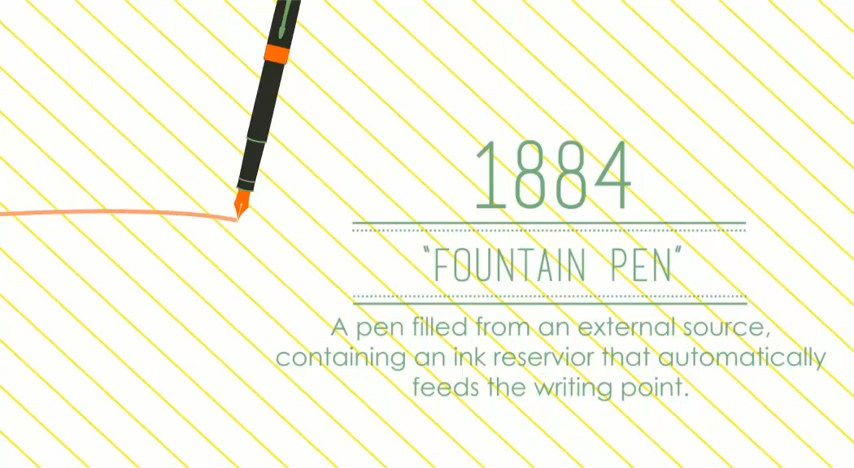 1884
"FOUNTAIN PEN"
A pen filled from an external source,
containing an ink reservior that automatically
feeds the writing point.